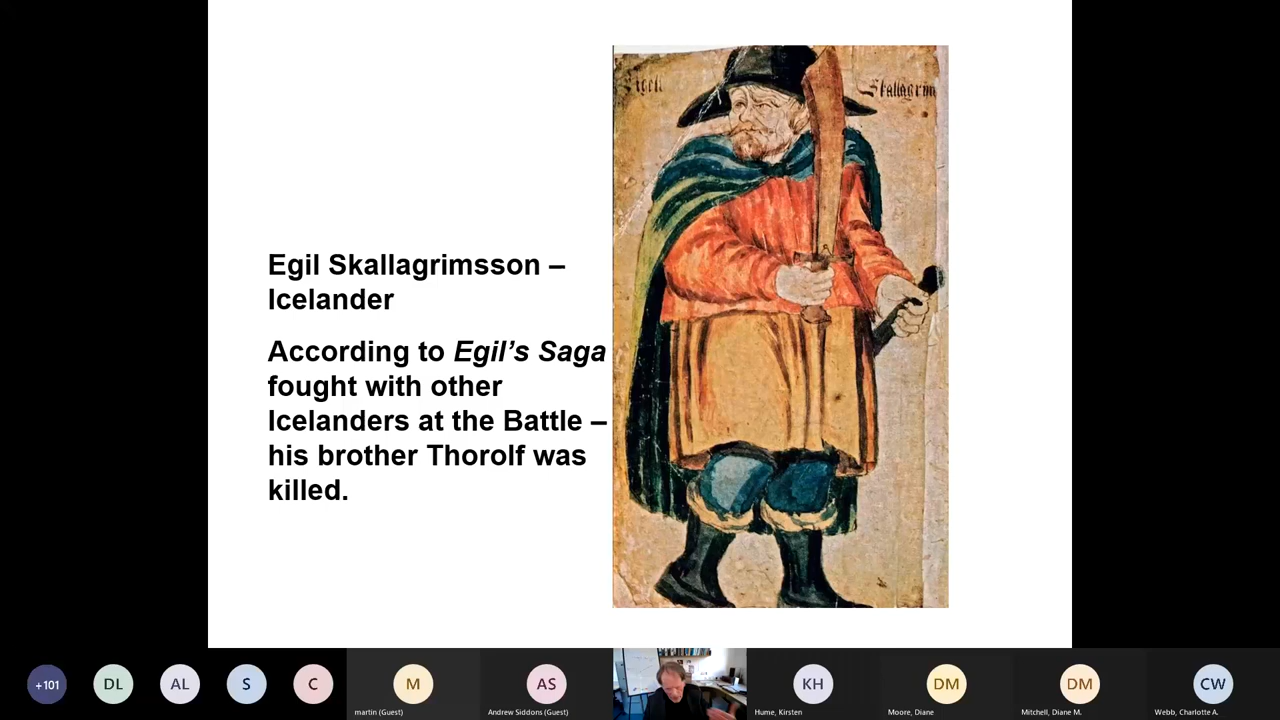 Egil Skallagrimsson –
Icelander
According to Egil’s Saga
fought with other
Icelanders at the Battle –
his brother Thorolf was
killed.
Skallagrim
+101
DL
AL
S
C
M
AS
KH
DM
DM
CW
martin (Guest)
Andrew Siddons (Guest)
Hume, Kirsten
Moore, Diane
Mitchell, Diane M.
Webb, Charlotte A.